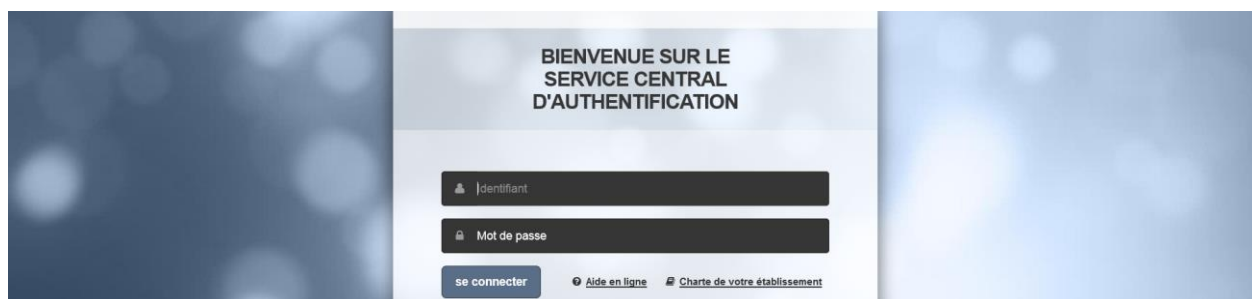 BIENVENUE SUR LE
SERVICE CENTRAL
D'AUTHENTIFICATION
Identifiant
Mot de passe
se connecter Aide en ligne Charte de votre établissement